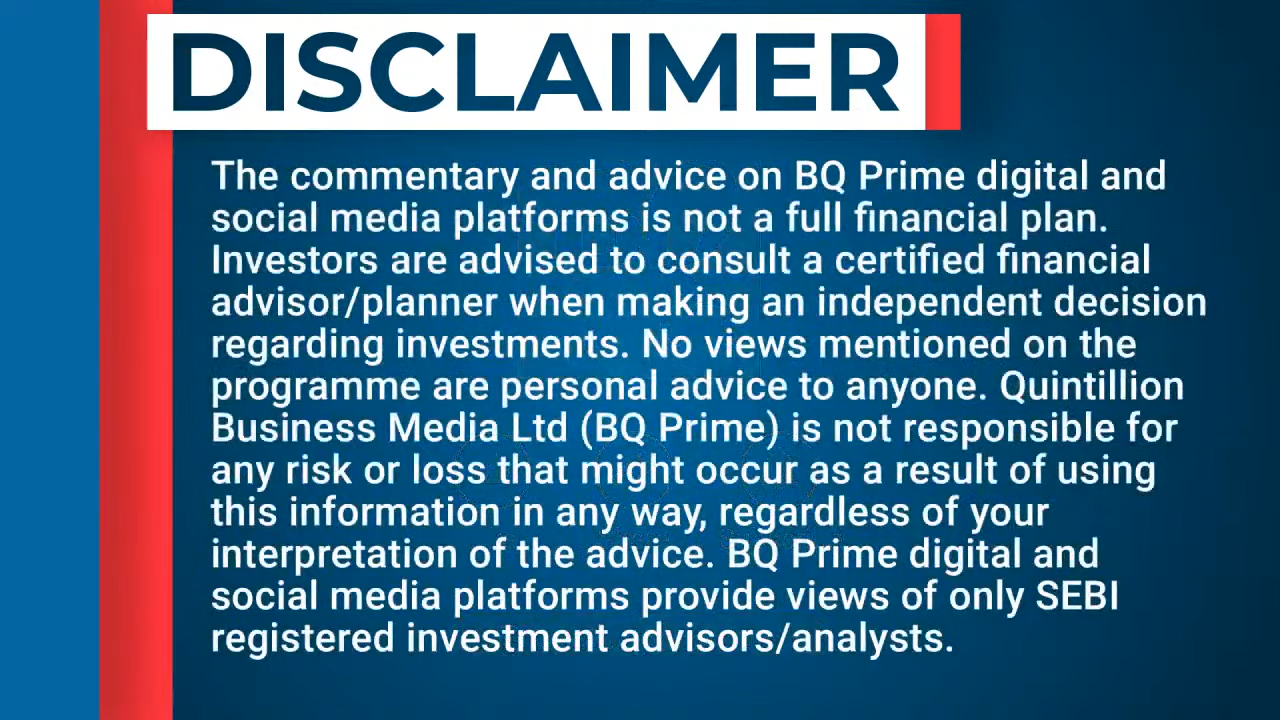 DISCLAIMER
The commentary and advice on BQ Prime digital and
social media platforms is not a full financial plan.
Investors are advised to consult a certified financial
advisor/planner when making an independent decision
regarding investments. No views mentioned on the
programme are personal advice to anyone. Quintillion
Business Media Ltd (BQ Prime) is not responsible for
any risk or loss that might occur as a result of using
this information in any way, regardless of your
interpretation of the advice. BQ Prime digital and
social media platforms provide views of only SEBI
registered investment advisors/analysts.